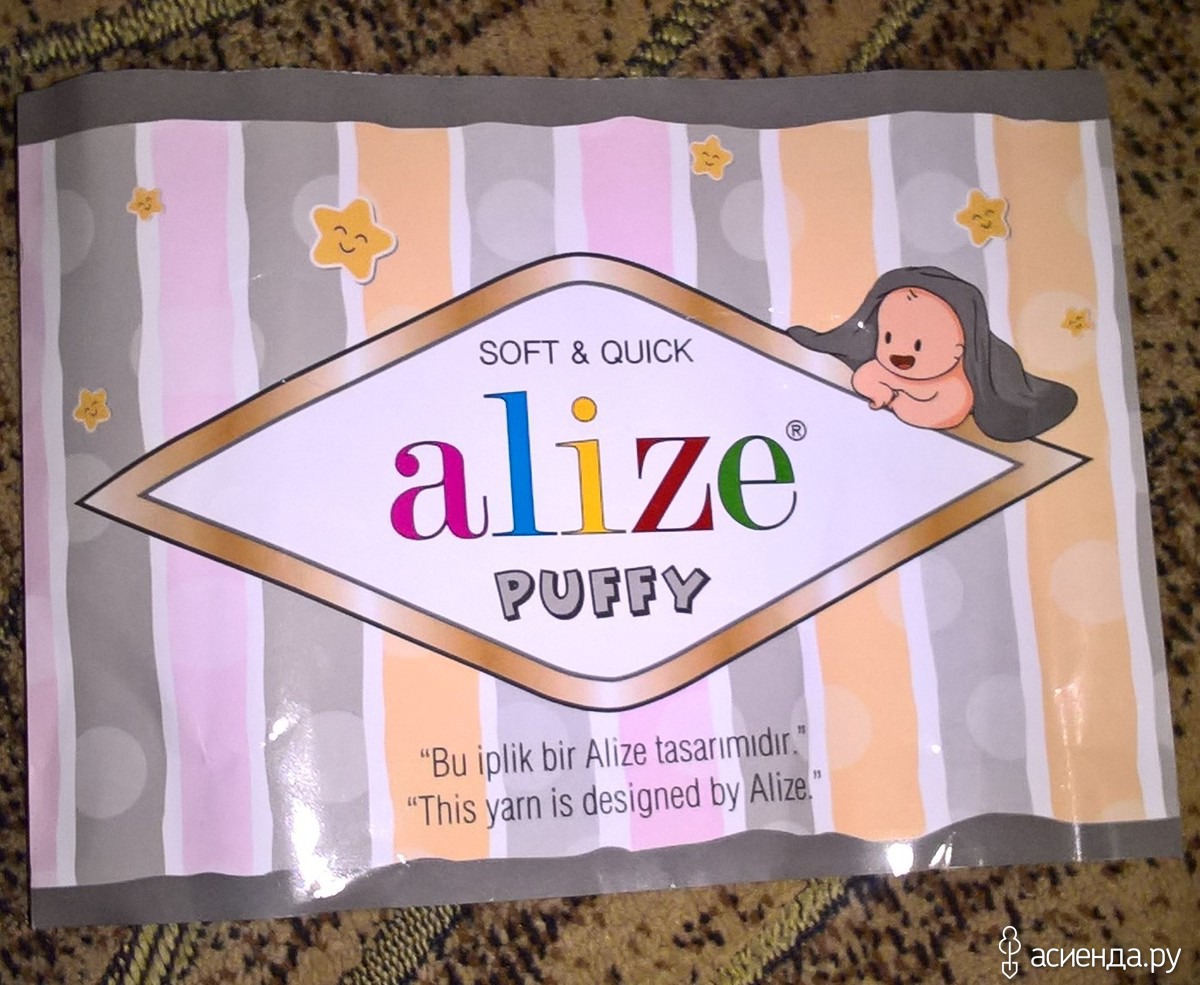 SOFT & QUICK
alize®
PUFFY
“Bu iplik bir Alize tasarımıdır.”
“This yarn is designed by Alize.”
асиенда.ру